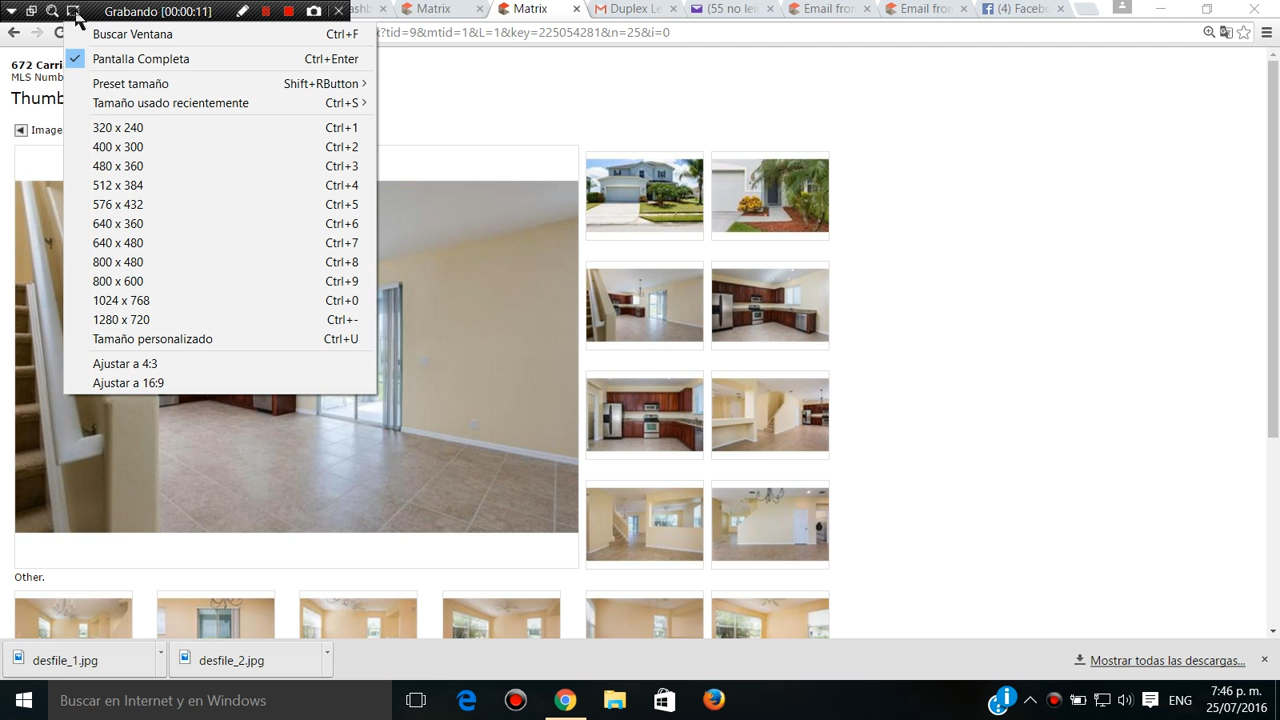 Grabando [00:00:11]
Matrix
Matrix
Duplex Le
(55 no leí
Email fron
Email fron
(4) Faceb
?tid=9&mtid=1&L=1&key=225034281&n=25&i=0
Buscar Ventana Ctrl+F
Pantalla Completa Ctrl+Enter
Preset tamaño Shift+RButton
Tamaño usado recientemente Ctrl+S
320 x 240 Ctrl+1
400 x 300 Ctrl+2
480 x 360 Ctrl+3
512 x 384 Ctrl+4
576 x 432 Ctrl+5
640 x 360 Ctrl+6
640 x 480 Ctrl+7
800 x 480 Ctrl+8
800 x 600 Ctrl+9
1024 x 768 Ctrl+0
1280 x 720 Ctrl+-
Tamaño personalizado Ctrl+U
Ajustar a 4:3
Ajustar a 16:9
672 Carri
MLS Numb
Thumb
Image
Other.
desfile_1.jpg
desfile_2.jpg
Mostrar todas las descargas...
Buscar en Internet y en Windows
ENG
7:46 p. m.
25/07/2016